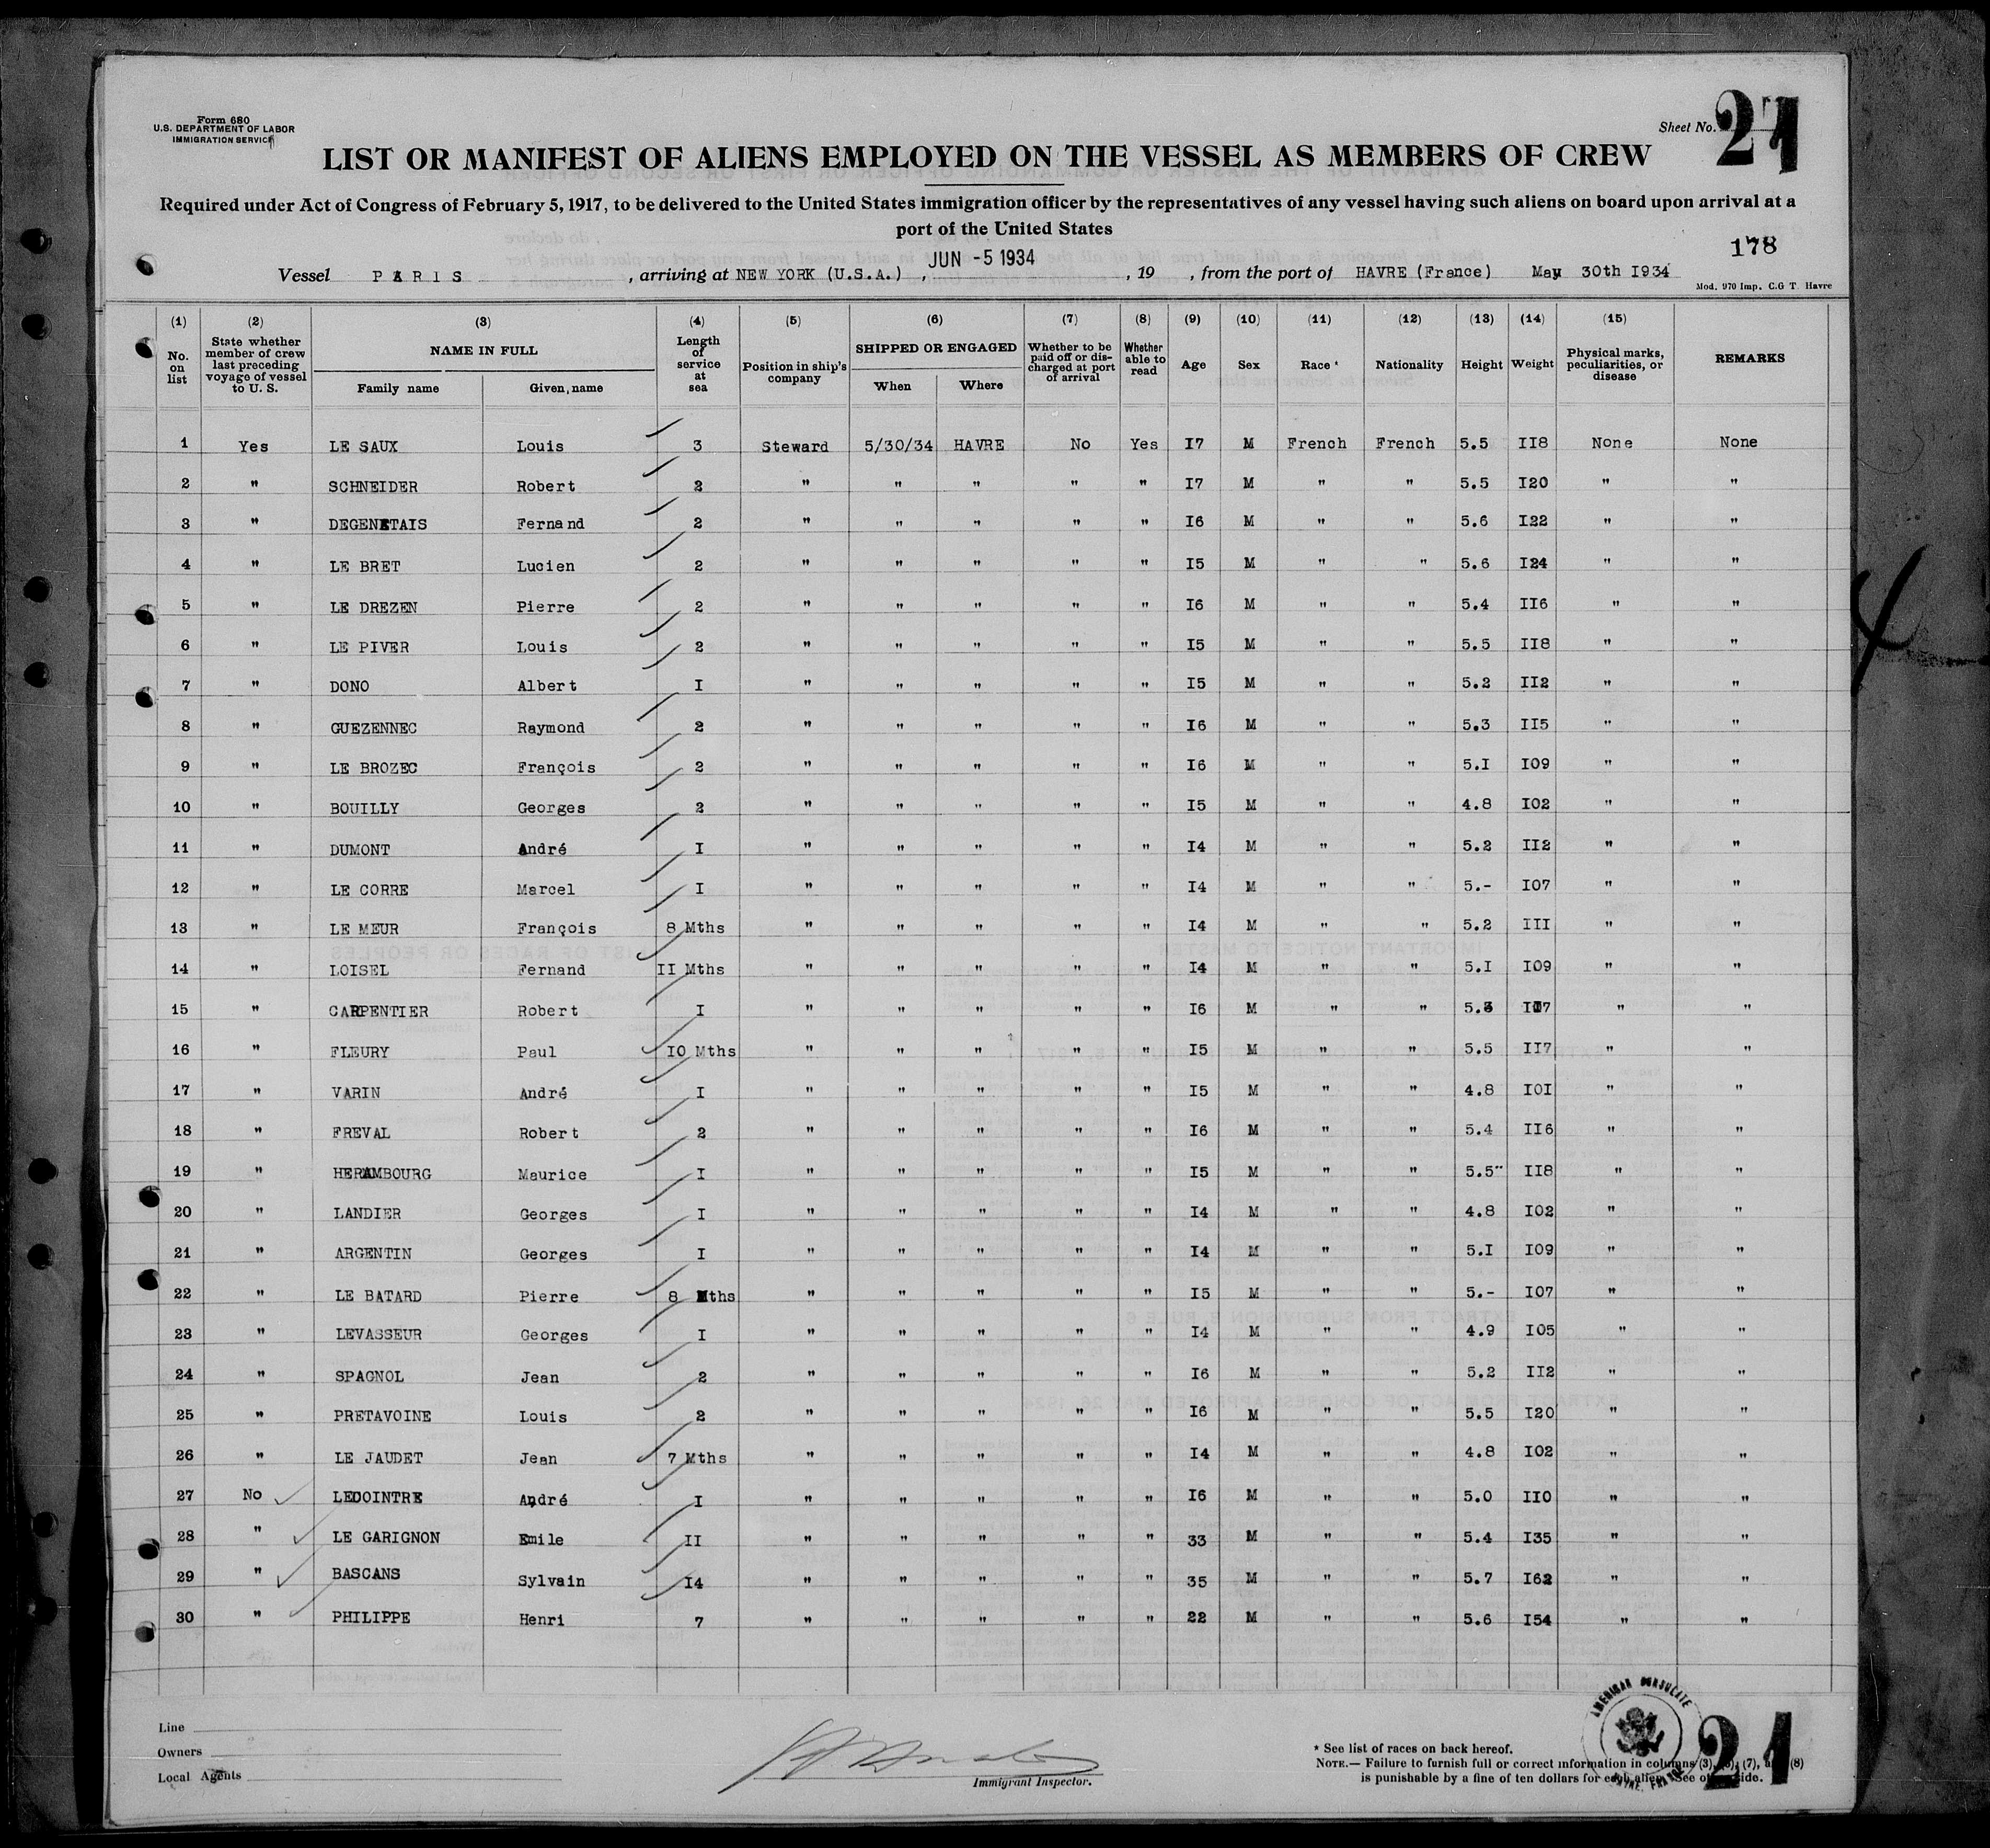 Form 680
U.S. DEPARTMENT OF LABOR
IMMIGRATION SERVICE
Sheet No. 21
LIST OR MANIFEST OF ALIENS EMPLOYED ON THE VESSEL AS MEMBERS OF CREW
Required under Act of Congress of February 5, 1917, to be delivered to the United States immigration officer by the representatives of any vessel having such aliens on board upon arrival at a
port of the United States
178
Vessel PARIS, arriving at NEW YORK (U.S.A.), JUN -5 1934, 19 , from the port of HAVRE (France) May 30th I934
Mod. 970 Imp. C.G T. Havre
(1) (2) (3) (4) (5) (6) (7) (8) (9) (10) (11) (12) (13) (14) (15)
No. on list State whether member of crew last preceding voyage of vessel to U. S. NAME IN FULL Family name Given name Length of service at sea Position in ship's company SHIPPED OR ENGAGED When Where Whether to be paid off or discharged at port of arrival Whether able to read Age Sex Race * Nationality Height Weight Physical marks, peculiarities, or disease REMARKS
1 Yes LE SAUX Louis 3 Steward 5/30/34 HAVRE No Yes I7 M French French 5.5 II8 None None
2 " SCHNEIDER Robert 2 " " " " " I7 M " " 5.5 I20 " "
3 " DEGENETAIS Fernand 2 " " " " " I6 M " " 5.6 I22 " "
4 " LE BRET Lucien 2 " " " " " I5 M " " 5.6 I24 " "
5 " LE DREZEN Pierre 2 " " " " " I6 M " " 5.4 II6 " "
6 " LE PIVER Louis 2 " " " " " I5 M " " 5.5 II8 " "
7 " DONO Albert I " " " " " I5 M " " 5.2 II2 " "
8 " GUEZENNEC Raymond 2 " " " " " I6 M " " 5.3 II5 " "
9 " LE BROZEC François 2 " " " " " I6 M " " 5.I I09 " "
10 " BOUILLY Georges 2 " " " " " I5 M " " 4.8 I02 " "
11 " DUMONT André I " " " " " I4 M " " 5.2 II2 " "
12 " LE CORRE Marcel I " " " " " I4 M " " 5.- I07 " "
13 " LE MEUR François 8 Mths " " " " " I4 M " " 5.2 III " "
14 " LOISEL Fernand II Mths " " " " " I4 M " " 5.I I09 " "
15 " CARPENTIER Robert I " " " " " I6 M " " " "
16 " FLEURY Paul I0 Mths " " " " " I5 M " " 5.5 II7 " "
17 " VARIN André I " " " " " I5 M " " 4.8 I0I " "
18 " FREVAL Robert 2 " " " " " I6 M " " 5.4 II6 " "
19 " HERAMBOURG Maurice I " " " " " I5 M " " 5.5 II8 " "
20 " LANDIER Georges I " " " " " I4 M " " 4.8 I02 " "
21 " ARGENTIN Georges I " " " " " I4 M " " 5.I I09 " "
22 " LE BATARD Pierre 8 Mths " " " " " I5 M " " 5.- I07 " "
23 " LEVASSEUR Georges I " " " " " I4 M " " 4.9 I05 " "
24 " SPAGNOL Jean 2 " " " " " I6 M " " 5.2 II2 " "
25 " PRETAVOINE Louis 2 " " " " " I6 M " " 5.5 I20 " "
26 " LE JAUDET Jean 7 Mths " " " " " I4 M " " 4.8 I02 " "
27 No LEDOINTRE André I " " " " " I6 M " " 5.0 II0 " "
28 " LE GARIGNON Emile II " " " " " 33 M " " 5.4 I35 " "
29 " BASCANS Sylvain I4 " " " " " 35 M " " 5.7 I62 " "
30 " PHILIPPE Henri 7 " " " " " 22 M " " 5.6 I54 " "
Line
Owners
Local Agents
Immigrant Inspector.
* See list of races on back hereof.
NOTE.— Failure to furnish full or correct information in columns (3), (7), (8)
is punishable by a fine of ten dollars for each alien. See side.
AMERICAN CONSULATE
21
4